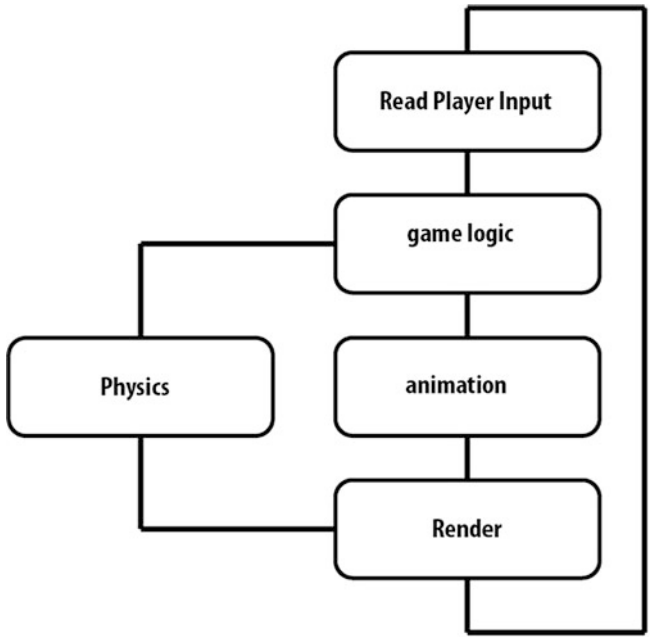 Read Player Input
game logic
Physics
animation
Render